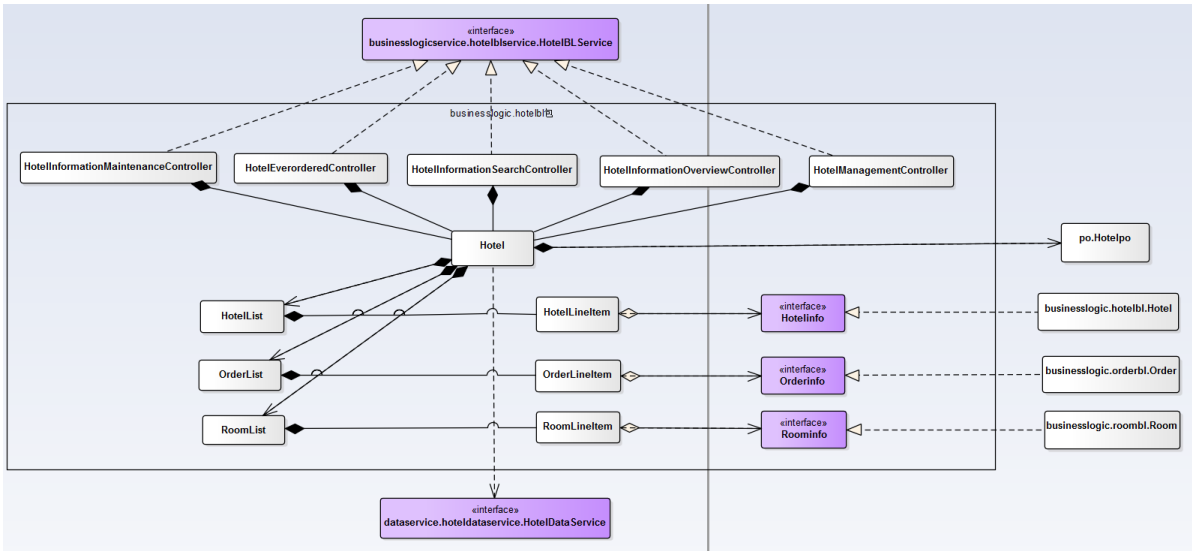 «interface»
businesslogicservice.hotelblservice.HotelBLService
businesslogic.hotelbl包
HotelInformationMaintenanceController
HotelEverorderedController
HotelInformationSearchController
HotelInformationOverviewController
HotelManagementController
Hotel
po.Hotelpo
HotelList
HotelLineItem
«interface»
Hotelinfo
businesslogic.hotelbl.Hotel
OrderList
OrderLineItem
«interface»
Orderinfo
businesslogic.orderbl.Order
RoomList
RoomLineItem
«interface»
Roominfo
businesslogic.roombl.Room
«interface»
dataservice.hoteldataservice.HotelDataService